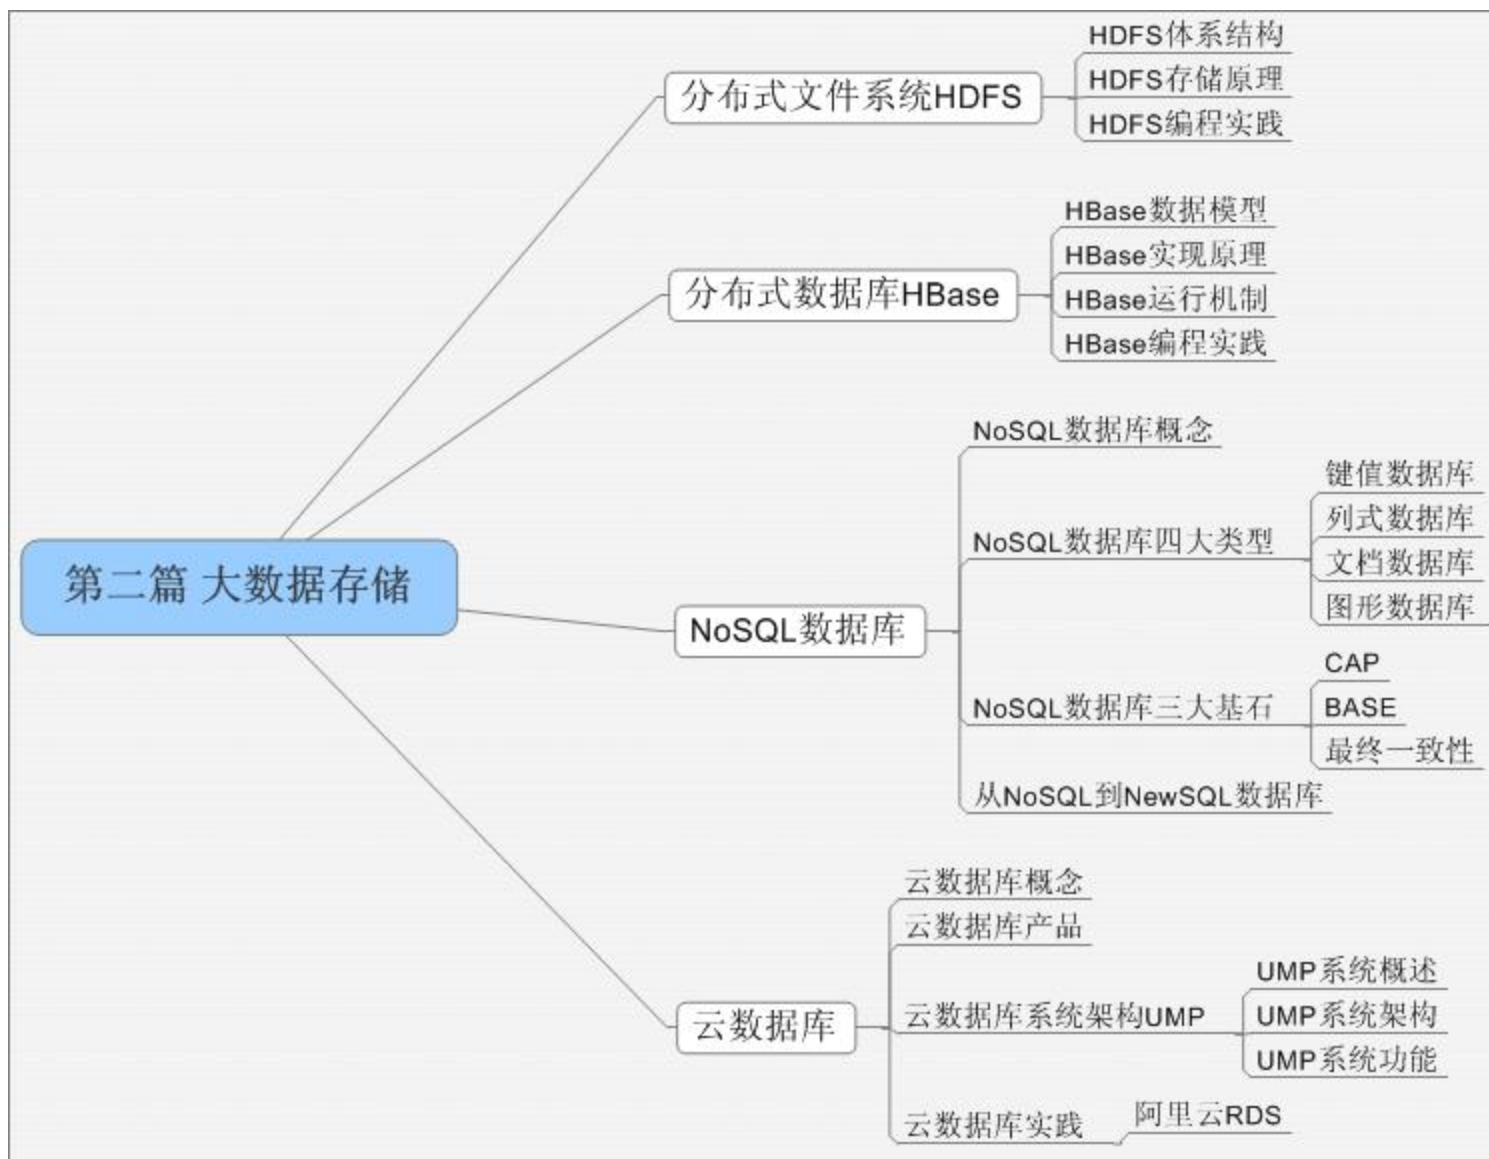 第二篇 大数据存储
分布式文件系统HDFS
HDFS体系结构
HDFS存储原理
HDFS编程实践
分布式数据库HBase
HBase数据模型
HBase实现原理
HBase运行机制
HBase编程实践
NoSQL数据库
NoSQL数据库概念
NoSQL数据库四大类型
键值数据库
列式数据库
文档数据库
图形数据库
NoSQL数据库三大基石
CAP
BASE
最终一致性
从NoSQL到NewSQL数据库
云数据库
云数据库概念
云数据库产品
云数据库系统架构UMP
UMP系统概述
UMP系统架构
UMP系统功能
云数据库实践
阿里云RDS